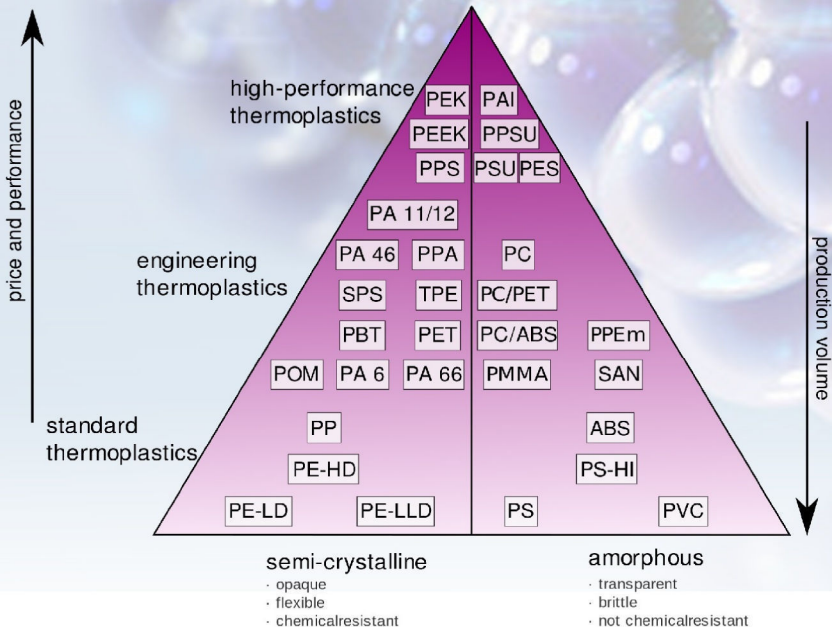 price and performance
high-performance
thermoplastics
PEK PAI
PEEK PPSU
PPS PSU PES
PA 11/12
engineering
thermoplastics
PA 46 PPA PC
SPS TPE PC/PET
PBT PET PC/ABS PPEm
POM PA 6 PA 66 PMMA SAN
standard
thermoplastics
PP ABS
PE-HD PS-HI
PE-LD PE-LLD PS PVC
production volume
semi-crystalline
· opaque
· flexible
· chemicalresistant
amorphous
· transparent
· brittle
· not chemicalresistant